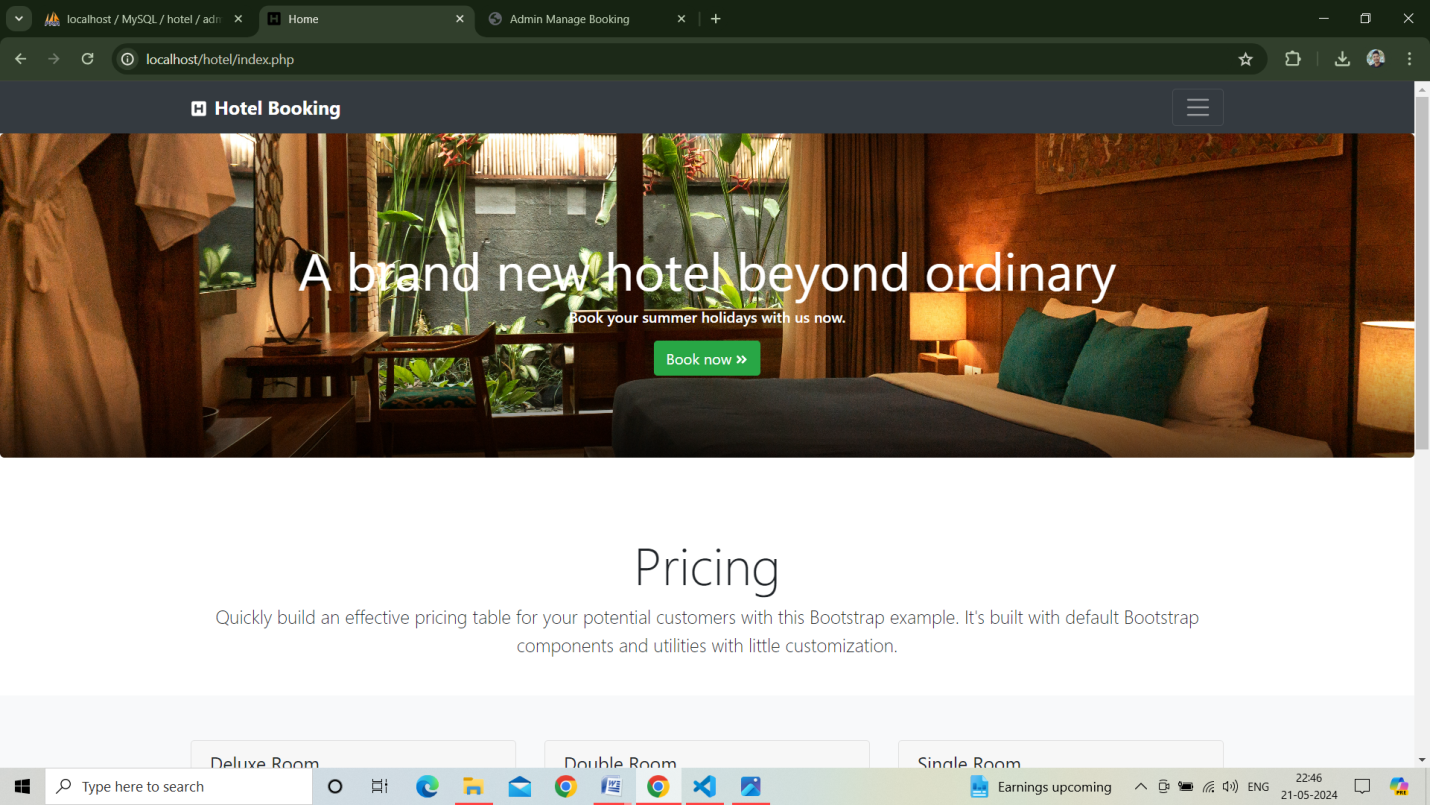 localhost / MySQL / hotel / adm
Home
Admin Manage Booking
localhost/hotel/index.php
H Hotel Booking
A brand new hotel beyond ordinary
Book your summer holidays with us now.
Book now »
Pricing
Quickly build an effective pricing table for your potential customers with this Bootstrap example. It's built with default Bootstrap
components and utilities with little customization.
Deluxe Room
Double Room
Single Room
Type here to search
Earnings upcoming
ENG
22:46
21-05-2024